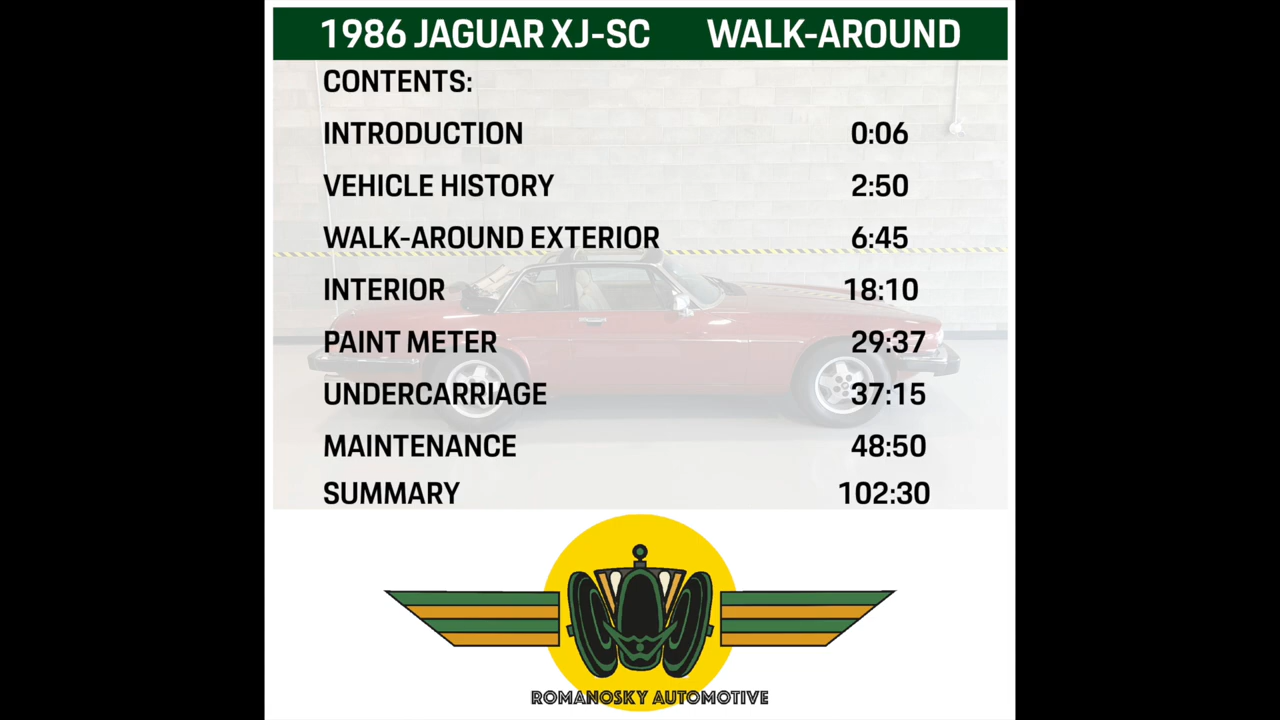 1986 JAGUAR XJ-SC WALK-AROUND
CONTENTS:
INTRODUCTION 0:06
VEHICLE HISTORY 2:50
WALK-AROUND EXTERIOR 6:45
INTERIOR 18:10
PAINT METER 29:37
UNDERCARRIAGE 37:15
MAINTENANCE 48:50
SUMMARY 102:30
ROMANOSKY AUTOMOTIVE